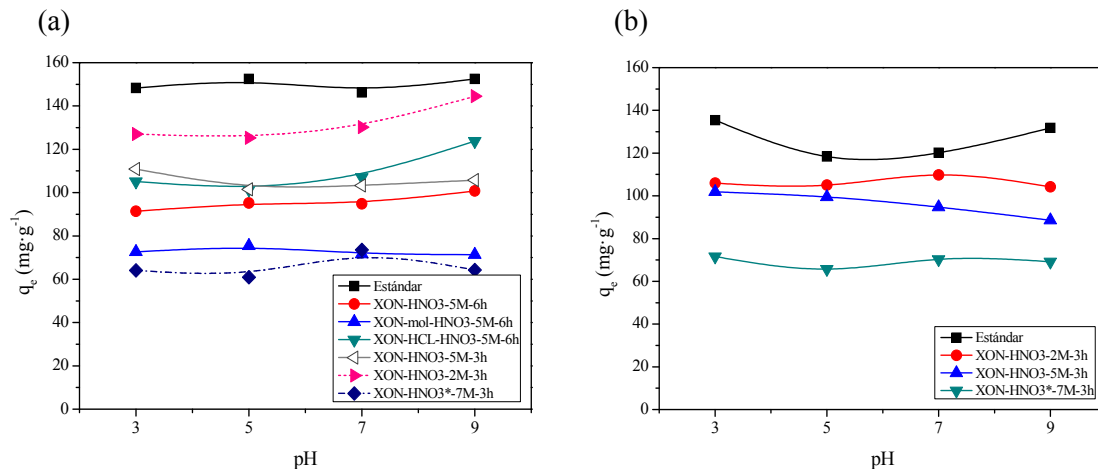 (a)
160
140
120
100
80
60
40
20
0
q_e (mg· g⁻¹)
3 5 7 9
pH
Estándar
XON-HNO3-5M-6h
XON-mol-HNO3-5M-6h
XON-HCL-HNO3-5M-6h
XON-HNO3-5M-3h
XON-HNO3-2M-3h
XON-HNO3*-7M-3h
(b)
160
140
120
100
80
60
40
20
0
q_e (mg· g⁻¹)
3 5 7 9
pH
Estándar
XON-HNO3-2M-3h
XON-HNO3-5M-3h
XON-HNO3*-7M-3h